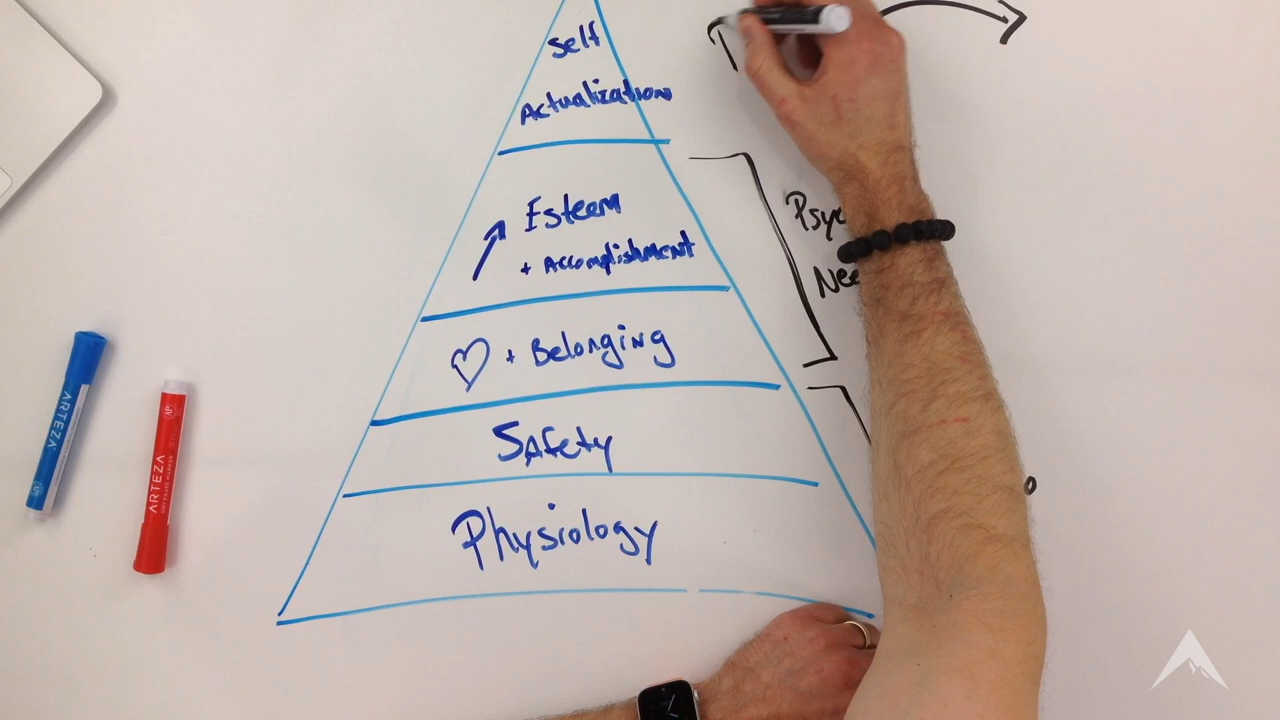 Self
Actualization
Esteem
+ Accomplishment
+ Belonging
Safety
Physiology
ARTEZA
ARTEZA